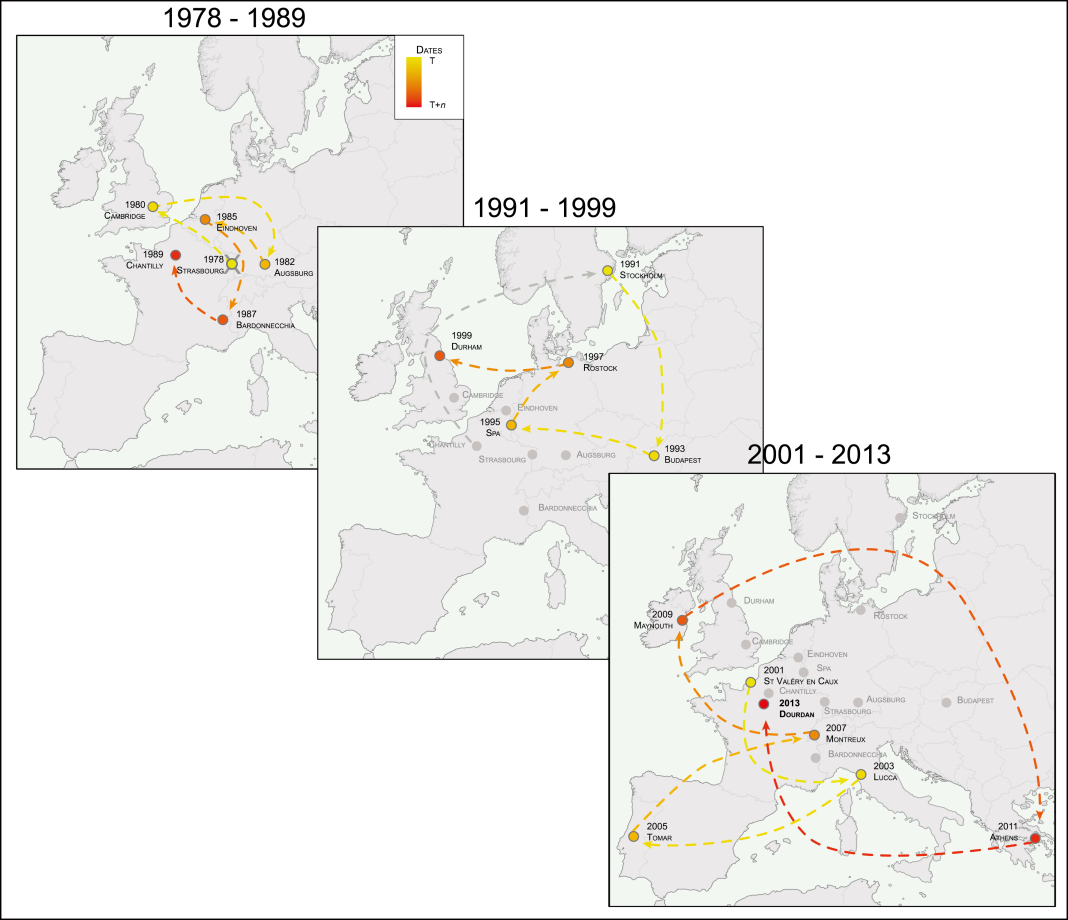 1978 - 1989
DATES
T
T+n
1980
CAMBRIDGE
1985
EINDHOVEN
1989
CHANTILLY
1978
STRASBOURG
1982
AUGSBURG
1987
BARDONNECCHIA
1991 - 1999
1991
STOCKHOLM
1999
DURHAM
1997
ROSTOCK
CAMBRIDGE
EINDHOVEN
1995
SPA
CHANTILLY
STRASBOURG
AUGSBURG
1993
BUDAPEST
BARDONNECCHIA
2001 - 2013
STOCKHOLM
DURHAM
ROSTOCK
2009
MAYNOUTH
CAMBRIDGE
EINDHOVEN
SPA
2001
ST VALÉRY EN CAUX
CHANTILLY
2013
DOURDAN
STRASBOURG
AUGSBURG
BUDAPEST
2007
MONTREUX
BARDONNECCHIA
2003
LUCCA
2005
TOMAR
2011
ATHENS